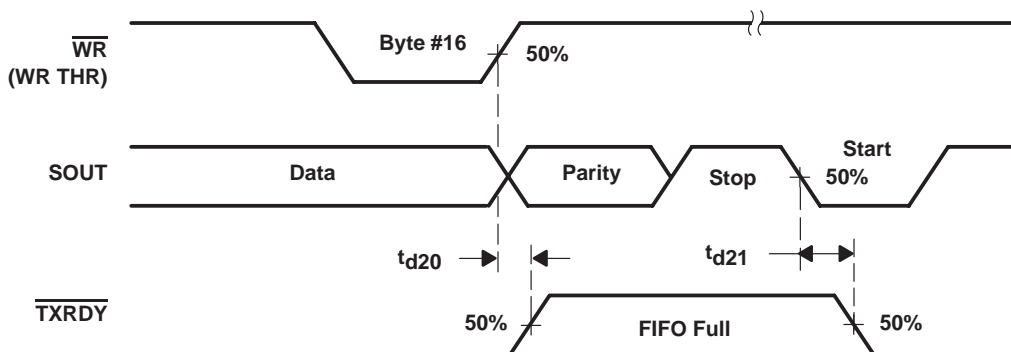 WR
(WR THR)
Byte #16
50%
SOUT
Data
Parity
Stop
Start
50%
td20
td21
TXRDY
50%
FIFO Full
50%